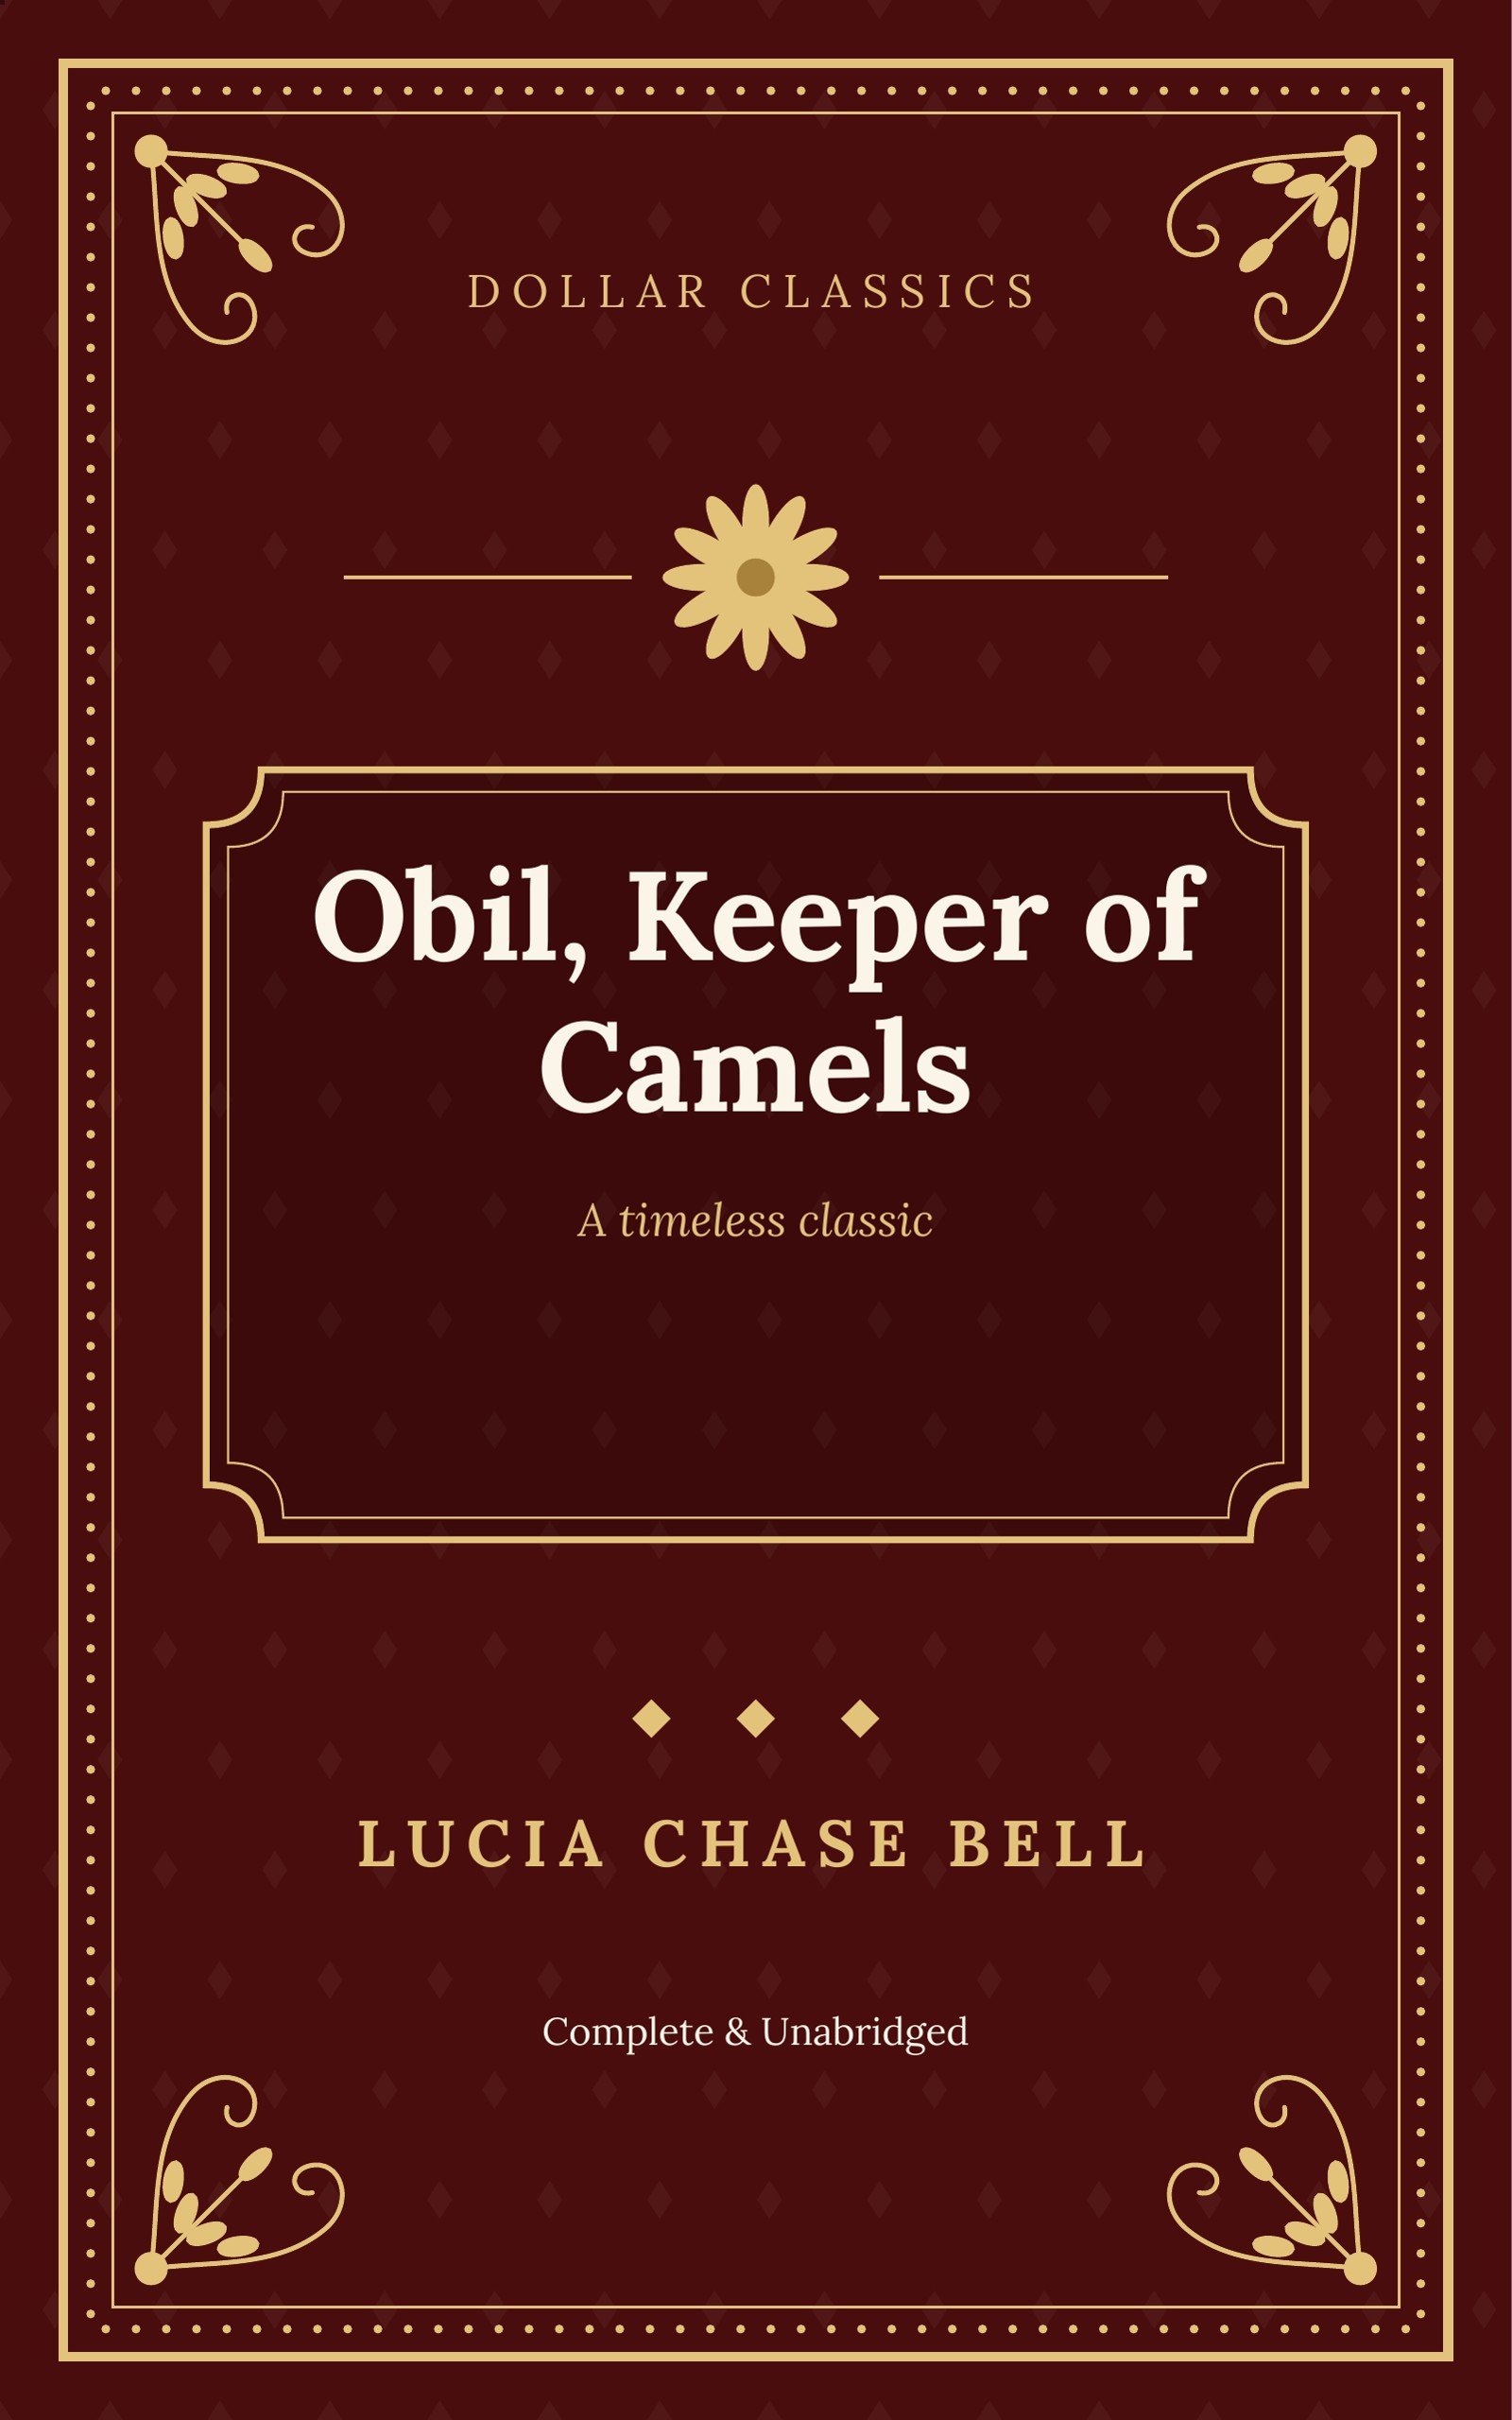 DOLLAR CLASSICS
Obil, Keeper of
Camels
A timeless classic
LUCIA CHASE BELL
Complete & Unabridged